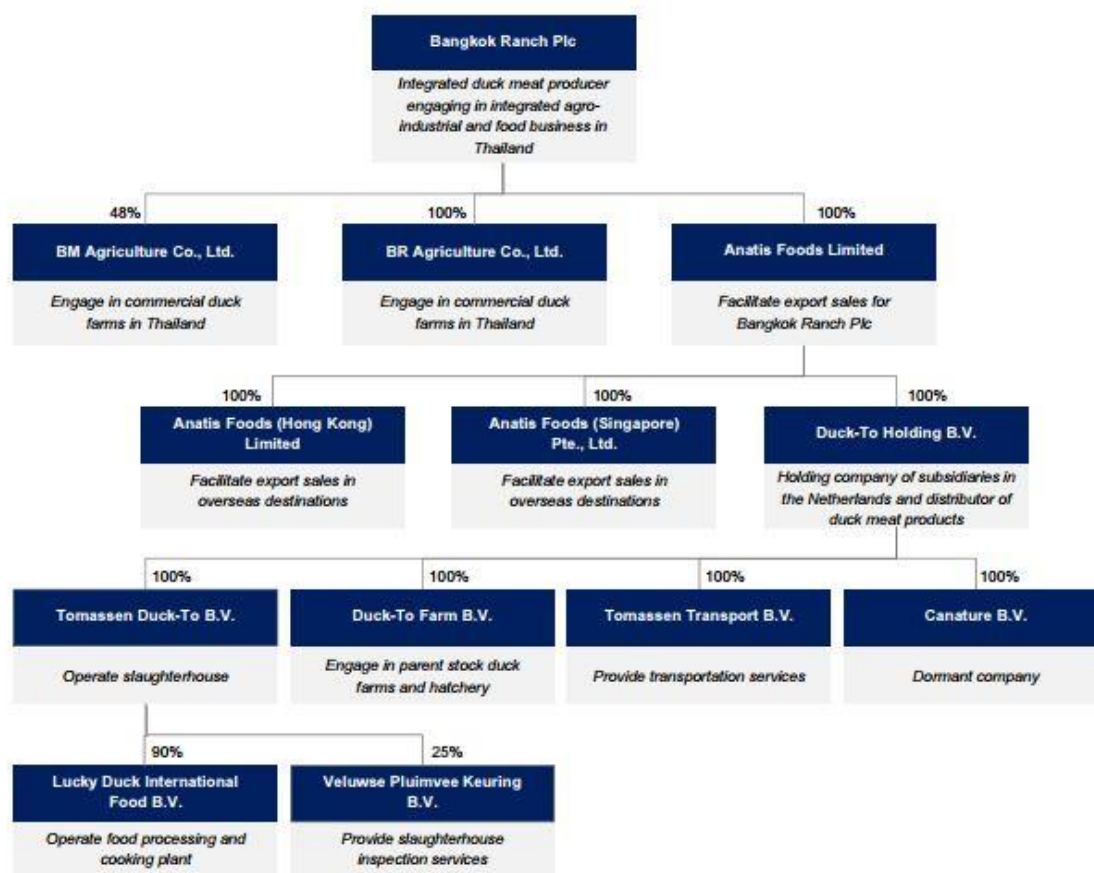 Bangkok Ranch Plc
Integrated duck meat producer
engaging in integrated agro-
industrial and food business in
Thailand
48%
100%
100%
BM Agriculture Co., Ltd.
Engage in commercial duck
farms in Thailand
BR Agriculture Co., Ltd.
Engage in commercial duck
farms in Thailand
Anatis Foods Limited
Facilitate export sales for
Bangkok Ranch Plc
100%
100%
100%
Anatis Foods (Hong Kong)
Limited
Facilitate export sales in
overseas destinations
Anatis Foods (Singapore)
Pte., Ltd.
Facilitate export sales in
overseas destinations
Duck-To Holding B.V.
Holding company of subsidiaries in
the Netherlands and distributor of
duck meat products
100%
100%
100%
100%
Tomassen Duck-To B.V.
Operate slaughterhouse
Duck-To Farm B.V.
Engage in parent stock duck
farms and hatchery
Tomassen Transport B.V.
Provide transportation services
Canature B.V.
Dormant company
90%
25%
Lucky Duck International
Food B.V.
Operate food processing and
cooking plant
Veluwse Pluimvee Keuring
B.V.
Provide slaughterhouse
inspection services